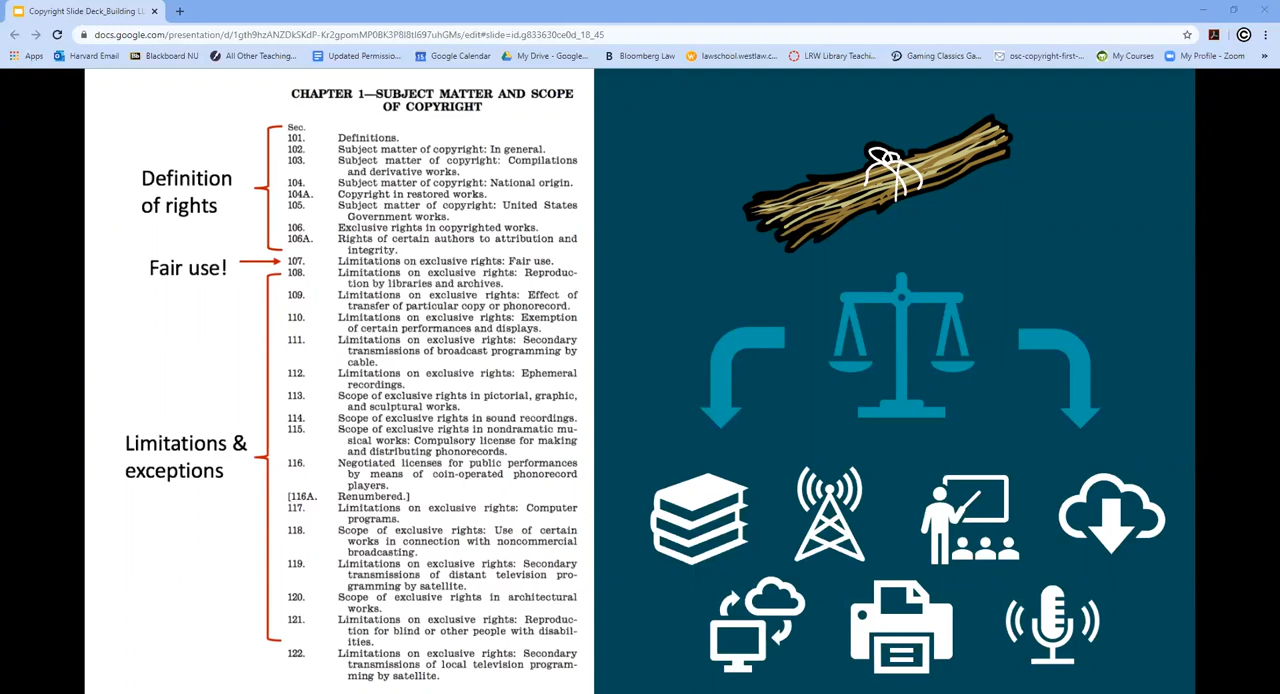 Copyright Slide Deck_Building Ll
docs.google.com/presentation/d/1gth9hzANZDkSKdP-Kr2gpomMP0BK3P8I8tl697uhGMs/edit#slide=id.g833630ce0d_18_45
Apps Harvard Email Blackboard NU All Other Teaching... Updated Permissio... Google Calendar My Drive - Google... Bloomberg Law lawschool.westlaw.c... LRW Library Teachi... Gaming Classics Ga... osc-copyright-first-... My Courses My Profile - Zoom
CHAPTER 1—SUBJECT MATTER AND SCOPE
OF COPYRIGHT
Sec.
101. Definitions.
102. Subject matter of copyright: In general.
103. Subject matter of copyright: Compilations
and derivative works.
104. Subject matter of copyright: National origin.
104A. Copyright in restored works.
105. Subject matter of copyright: United States
Government works.
106. Exclusive rights in copyrighted works.
106A. Rights of certain authors to attribution and
integrity.
107. Limitations on exclusive rights: Fair use.
108. Limitations on exclusive rights: Reproduc-
tion by libraries and archives.
109. Limitations on exclusive rights: Effect of
transfer of particular copy or phonorecord.
110. Limitations on exclusive rights: Exemption
of certain performances and displays.
111. Limitations on exclusive rights: Secondary
transmissions of broadcast programming by
cable.
112. Limitations on exclusive rights: Ephemeral
recordings.
113. Scope of exclusive rights in pictorial, graphic,
and sculptural works.
114. Scope of exclusive rights in sound recordings.
115. Scope of exclusive rights in nondramatic mu-
sical works: Compulsory license for making
and distributing phonorecords.
116. Negotiated licenses for public performances
by means of coin-operated phonorecord
players.
[116A. Renumbered.]
117. Limitations on exclusive rights: Computer
programs.
118. Scope of exclusive rights: Use of certain
works in connection with noncommercial
broadcasting.
119. Limitations on exclusive rights: Secondary
transmissions of distant television pro-
gramming by satellite.
120. Scope of exclusive rights in architectural
works.
121. Limitations on exclusive rights: Reproduc-
tion for blind or other people with disabil-
ities.
122. Limitations on exclusive rights: Secondary
transmissions of local television program-
ming by satellite.
Definition
of rights
Fair use!
Limitations &
exceptions